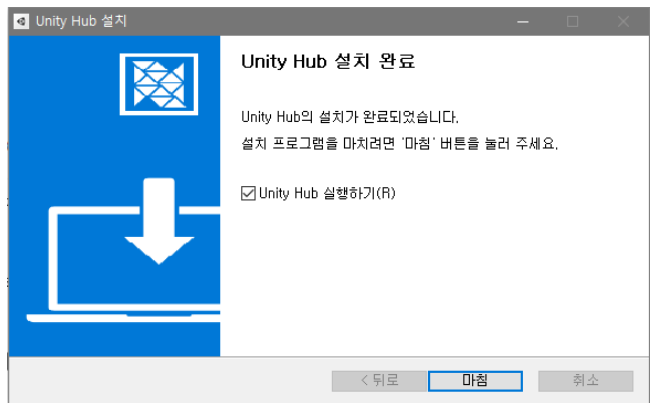 Unity Hub 설치
Unity Hub 설치 완료
Unity Hub의 설치가 완료되었습니다.
설치 프로그램을 마치려면 '마침' 버튼을 눌러 주세요.
Unity Hub 실행하기(R)
< 뒤로
마침
취소